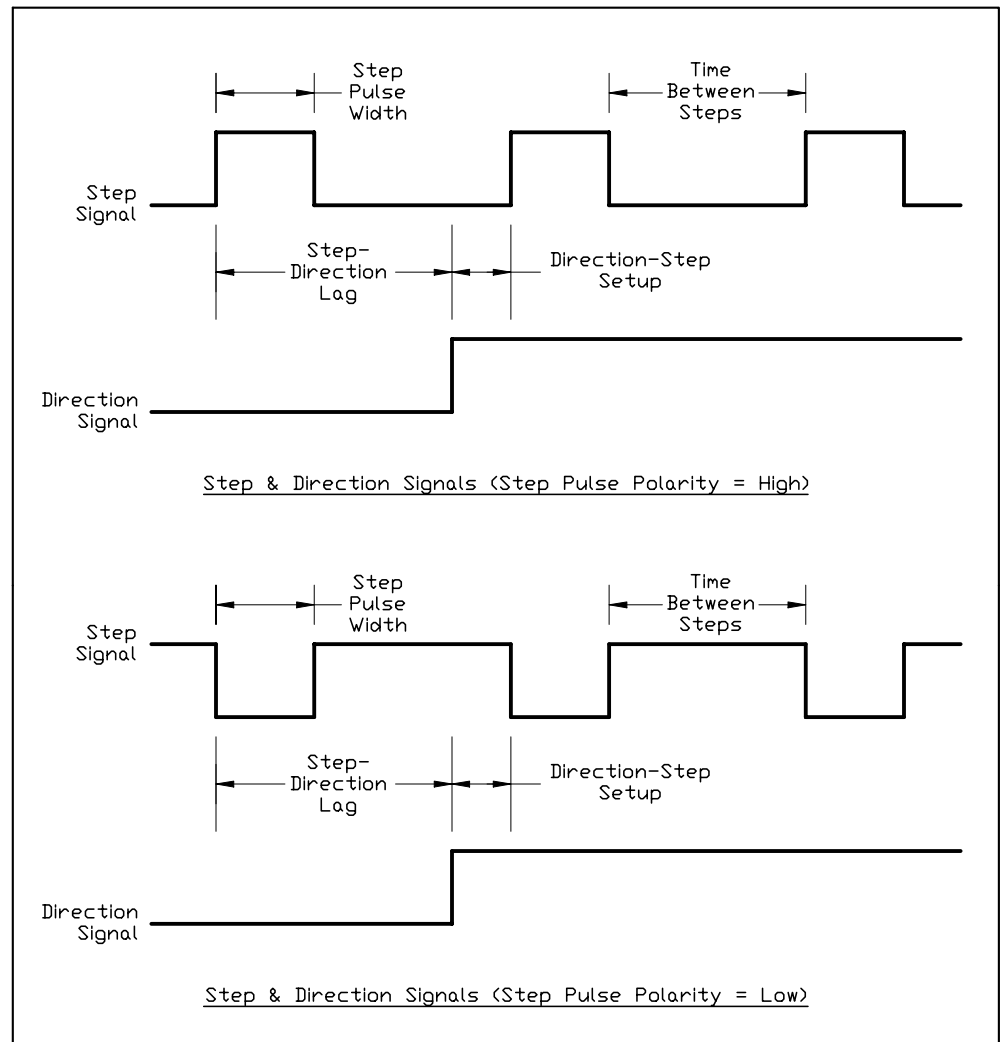 Step
Pulse
Width
Time
Between
Steps
Step
Signal
Step-
Direction
Lag
Direction-Step
Setup
Direction
Signal
Step & Direction Signals (Step Pulse Polarity = High)
Step
Pulse
Width
Time
Between
Steps
Step
Signal
Step-
Direction
Lag
Direction-Step
Setup
Direction
Signal
Step & Direction Signals (Step Pulse Polarity = Low)